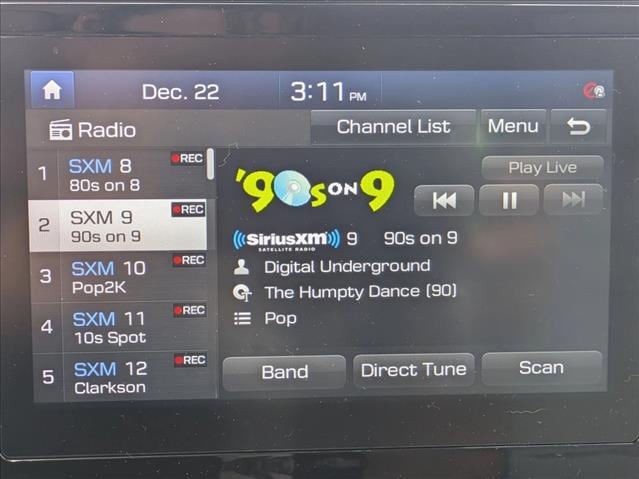 Dec. 22 3:11 PM
Radio Channel List Menu
1 SXM 8 REC
80s on 8
2 SXM 9 REC
90s on 9
3 SXM 10 REC
Pop2K
4 SXM 11 REC
10s Spot
5 SXM 12 REC
Clarkson
'90s ON 9
Play Live
((SiriusXM)) 9 90s on 9
SATELLITE RADIO
Digital Underground
The Humpty Dance (90)
Pop
Band Direct Tune Scan